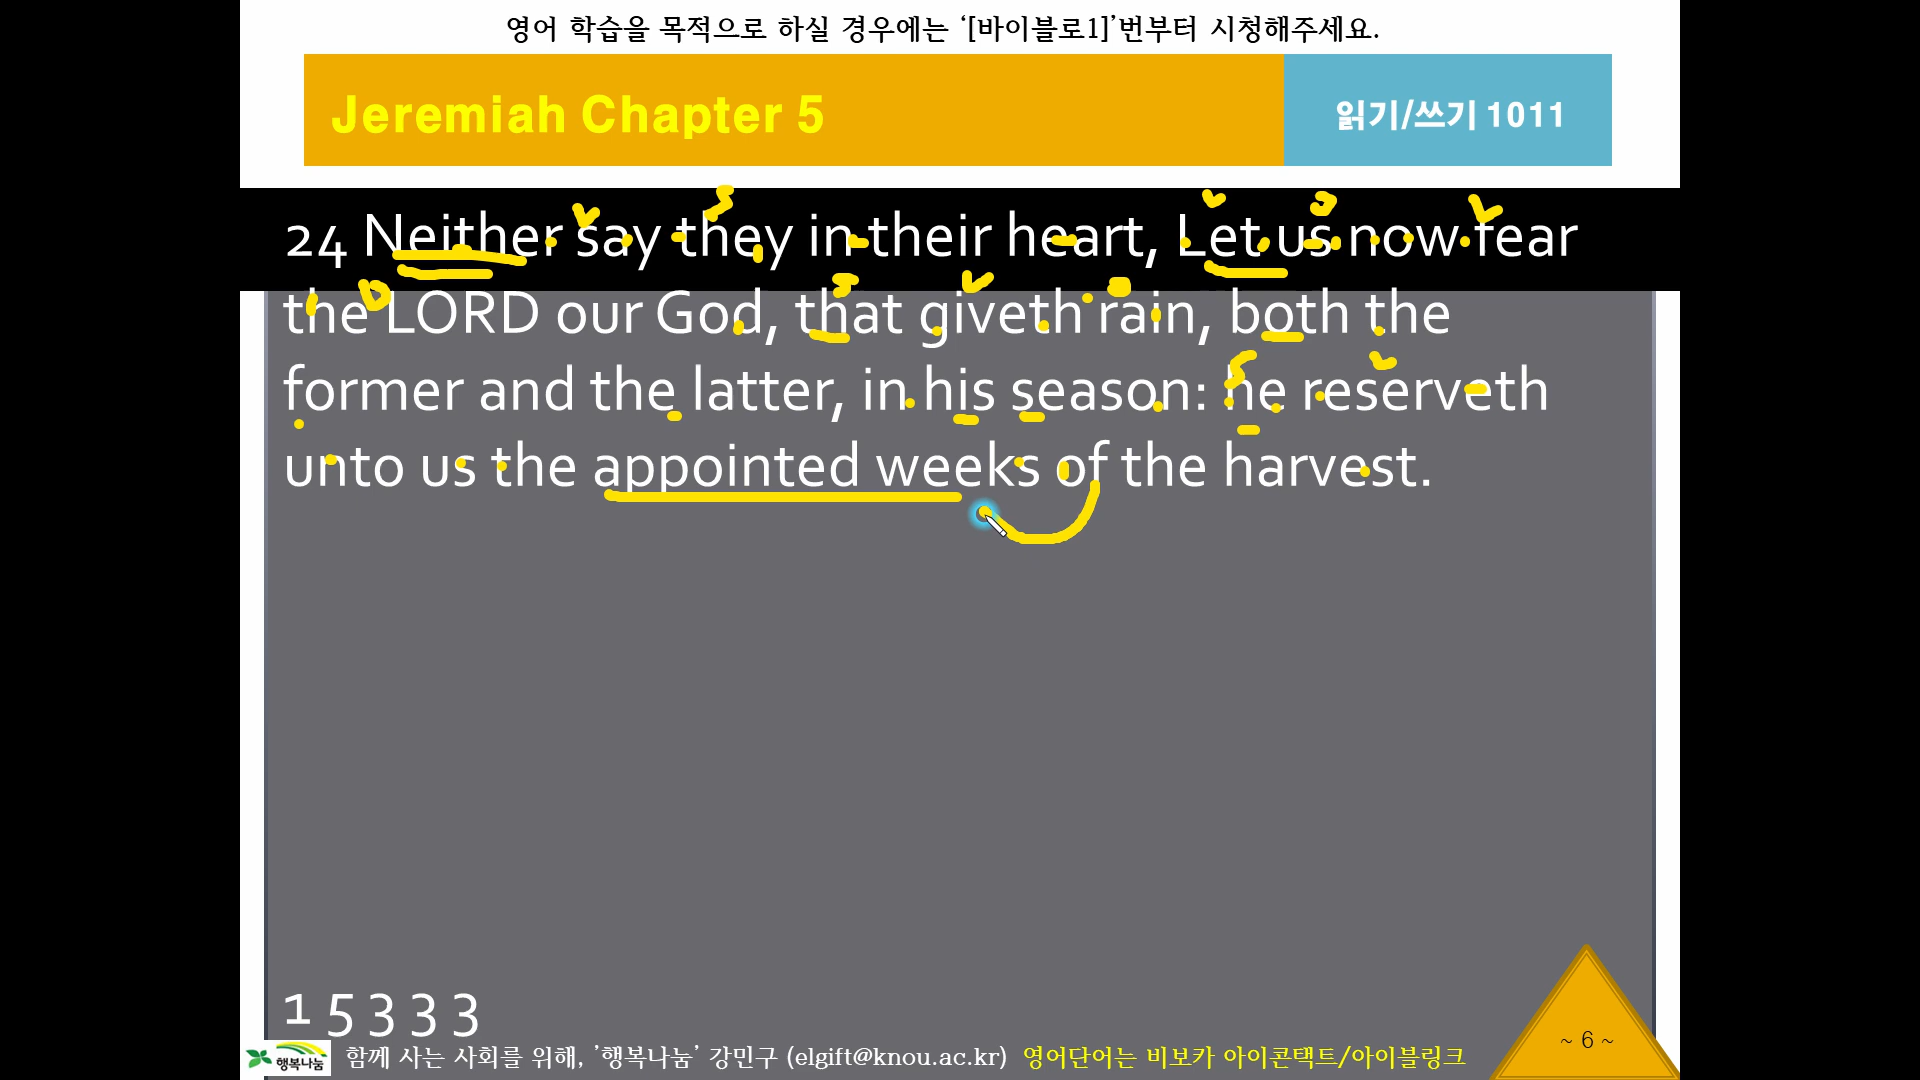 영어 학습을 목적으로 하실 경우에는 ‘[바이블로1]’번부터 시청해주세요.
Jeremiah Chapter 5
읽기/쓰기 1011
24 Neither say they in their heart, Let us now fear
the LORD our God, that giveth rain, both the
former and the latter, in his season: he reserveth
unto us the appointed weeks of the harvest.
15333
~ 6 ~
행복나눔 함께 사는 사회를 위해, ’행복나눔’ 강민구 (elgift@knou.ac.kr) 영어단어는 비보카 아이콘택트/아이블링크